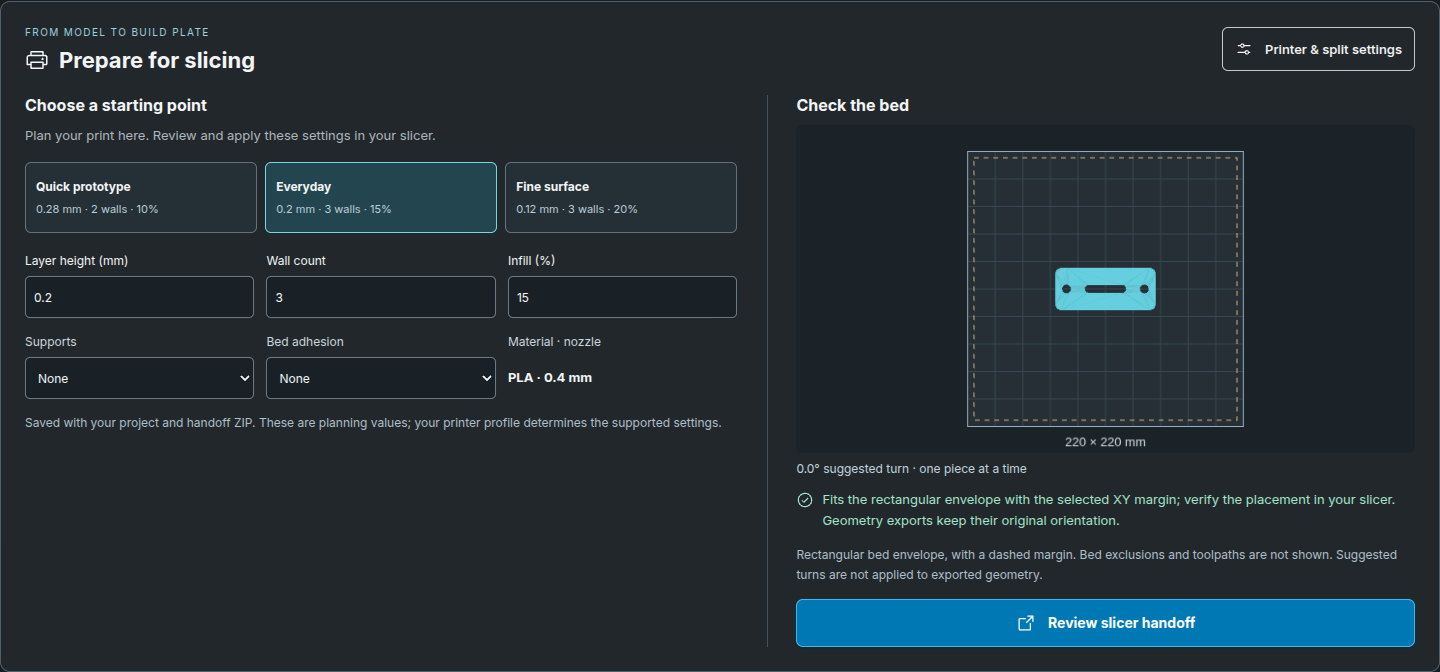 FROM MODEL TO BUILD PLATE
Prepare for slicing
Printer & split settings
Choose a starting point
Plan your print here. Review and apply these settings in your slicer.
Quick prototype
0.28 mm · 2 walls · 10%
Everyday
0.2 mm · 3 walls · 15%
Fine surface
0.12 mm · 3 walls · 20%
Layer height (mm)
Wall count
Infill (%)
0.2
3
15
Supports
Bed adhesion
Material · nozzle
None
None
PLA · 0.4 mm
Saved with your project and handoff ZIP. These are planning values; your printer profile determines the supported settings.
Check the bed
220 × 220 mm
0.0° suggested turn · one piece at a time
Fits the rectangular envelope with the selected XY margin; verify the placement in your slicer.
Geometry exports keep their original orientation.
Rectangular bed envelope, with a dashed margin. Bed exclusions and toolpaths are not shown. Suggested
turns are not applied to exported geometry.
Review slicer handoff